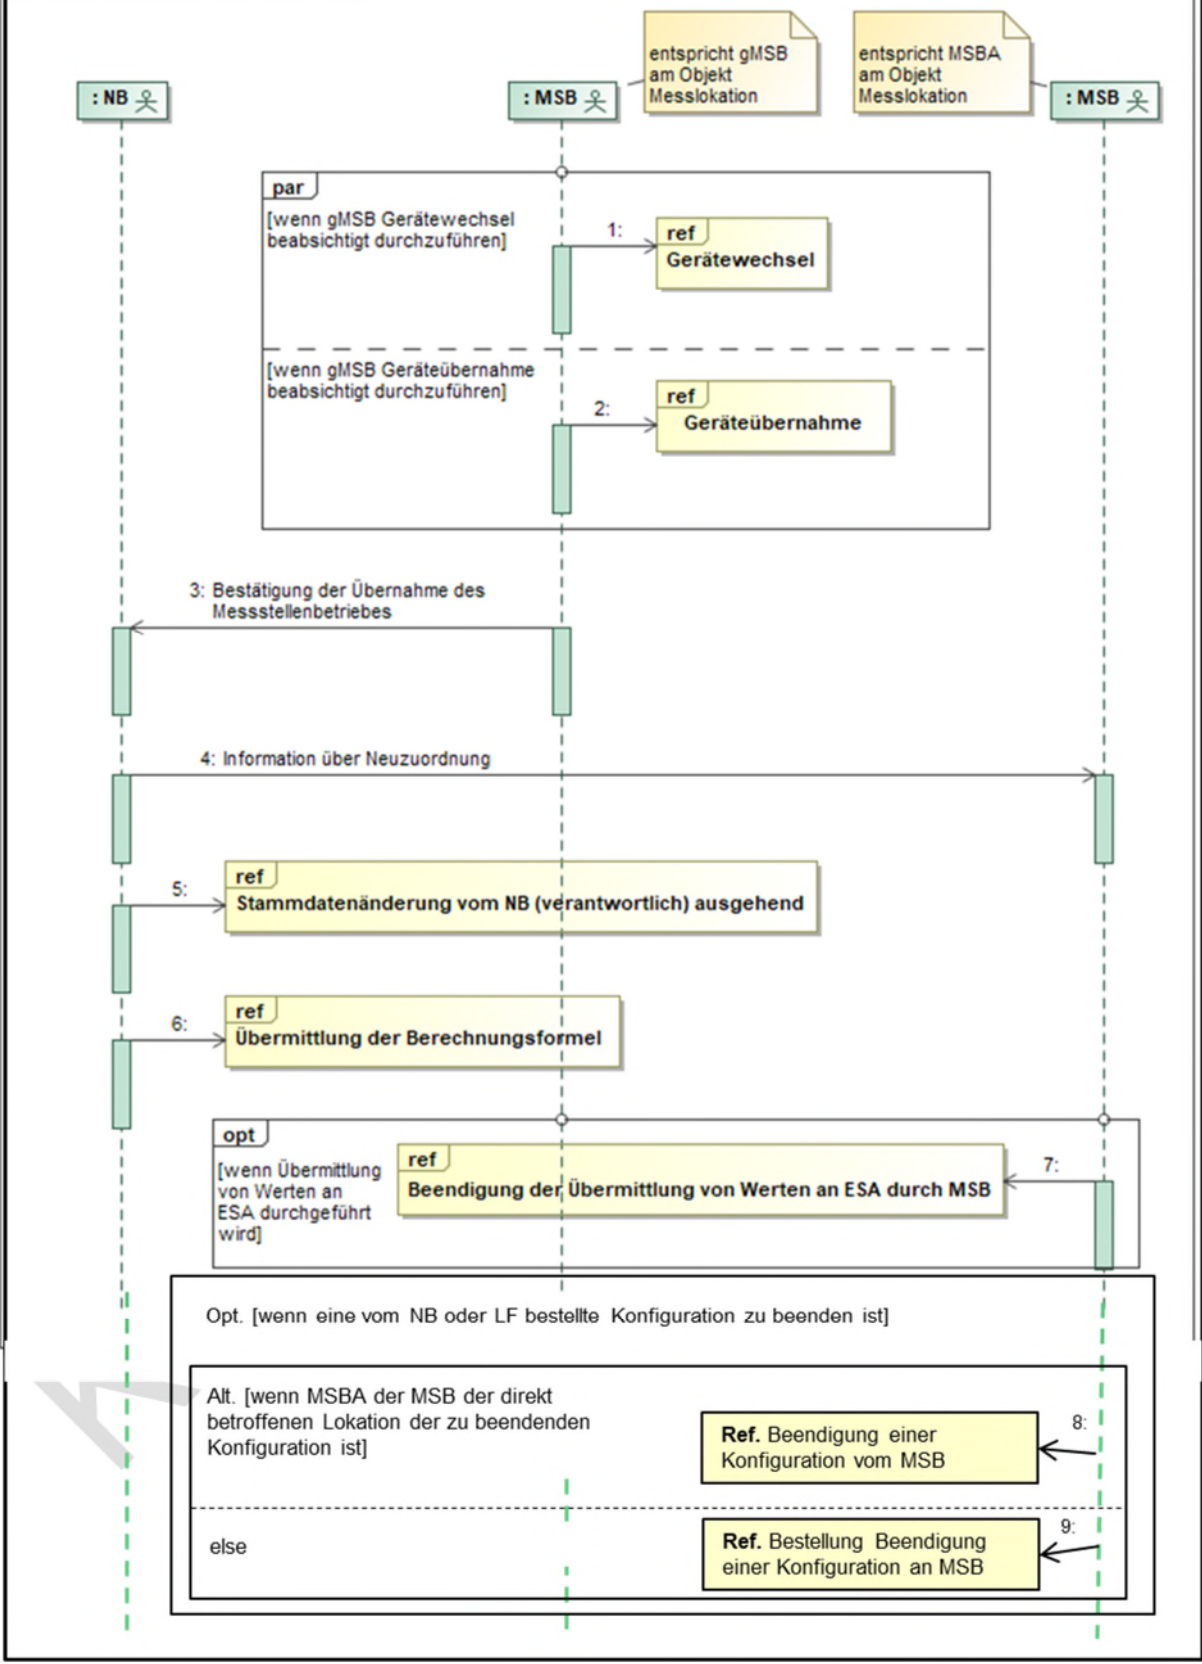 entspricht gMSB
am Objekt
Messlokation
entspricht MSBA
am Objekt
Messlokation
: NB
: MSB
: MSB
par
[wenn gMSB Gerätewechsel
beabsichtigt durchzuführen]
1:
ref
Gerätewechsel
[wenn gMSB Geräteübernahme
beabsichtigt durchzuführen]
2:
ref
Geräteübernahme
3: Bestätigung der Übernahme des
Messstellenbetriebes
4: Information über Neuzuordnung
5:
ref
Stammdatenänderung vom NB (verantwortlich) ausgehend
6:
ref
Übermittlung der Berechnungsformel
opt
[wenn Übermittlung
von Werten an
ESA durchgeführt
wird]
ref
Beendigung der Übermittlung von Werten an ESA durch MSB
7:
Opt. [wenn eine vom NB oder LF bestellte Konfiguration zu beenden ist]
Alt. [wenn MSBA der MSB der direkt
betroffenen Lokation der zu beendenden
Konfiguration ist]
8:
Ref. Beendigung einer
Konfiguration vom MSB
else
9:
Ref. Bestellung Beendigung
einer Konfiguration an MSB